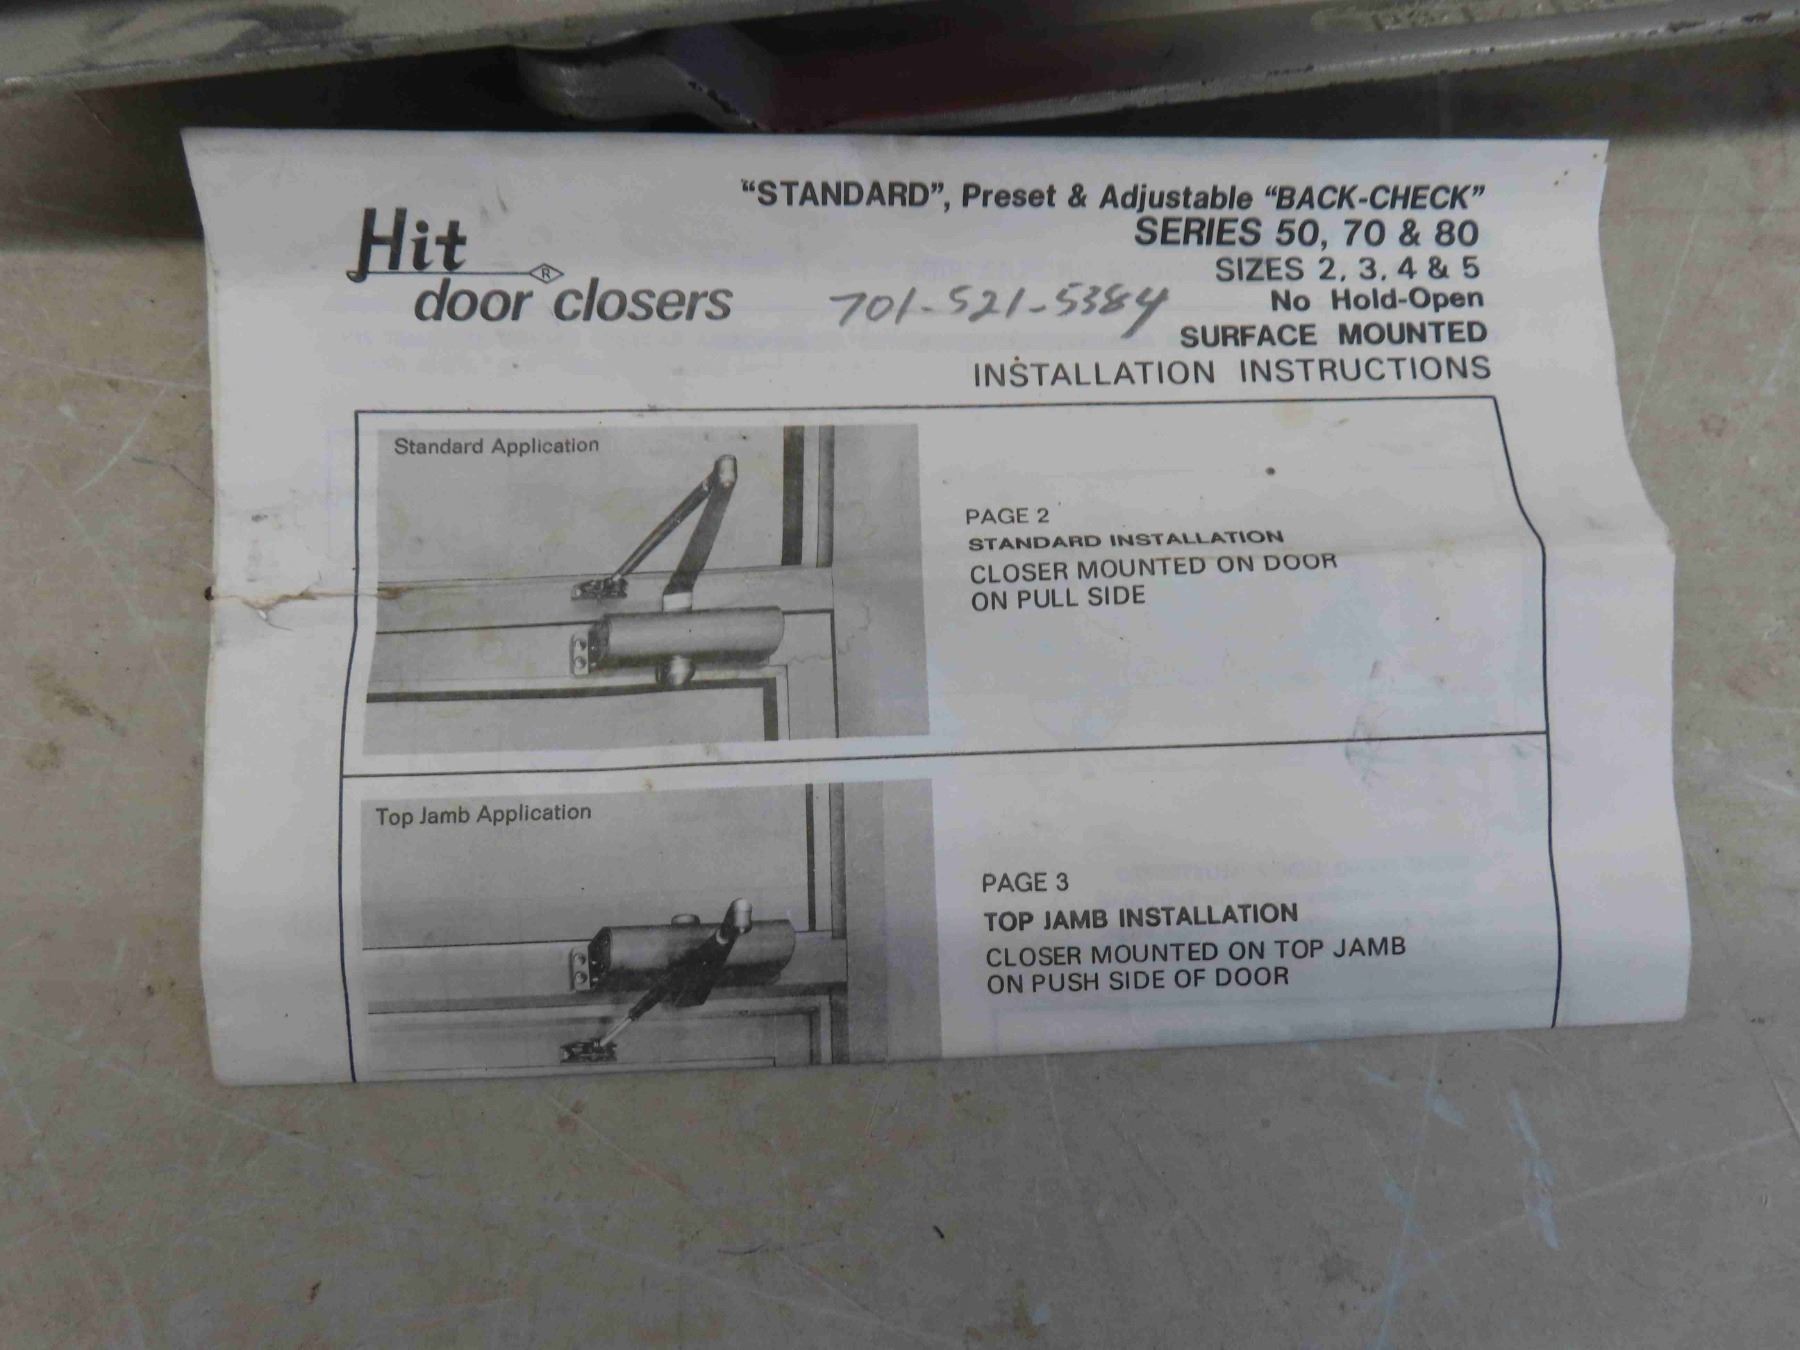 "STANDARD", Preset & Adjustable "BACK-CHECK"
SERIES 50, 70 & 80
SIZES 2, 3, 4 & 5
No Hold-Open
SURFACE MOUNTED
INSTALLATION INSTRUCTIONS
Hit
R
door closers
701-521-5384
Standard Application
PAGE 2
STANDARD INSTALLATION
CLOSER MOUNTED ON DOOR
ON PULL SIDE
Top Jamb Application
PAGE 3
TOP JAMB INSTALLATION
CLOSER MOUNTED ON TOP JAMB
ON PUSH SIDE OF DOOR